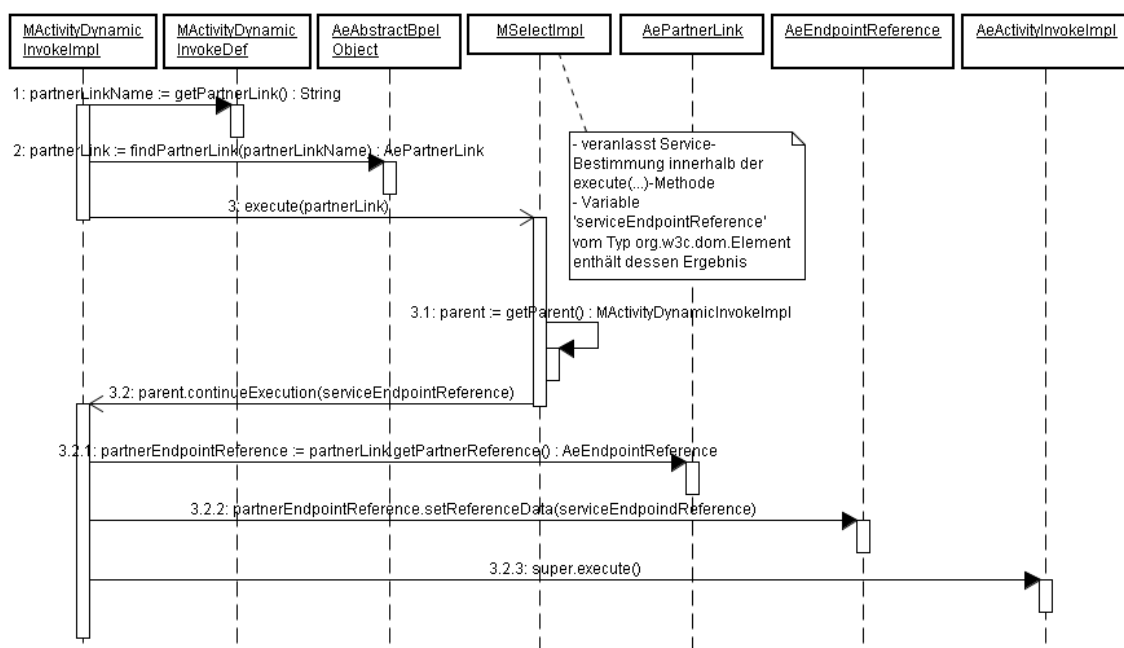 MActivityDynamic
InvokeImpl
MActivityDynamic
InvokeDef
AeAbstractBpel
Object
MSelectImpl
AePartnerLink
AeEndpointReference
AeActivityInvokeImpl
1: partnerLinkName := getPartnerLink() : String
2: partnerLink := findPartnerLink(partnerLinkName) : AePartnerLink
3: execute(partnerLink)
- veranlasst Service-
Bestimmung innerhalb der
execute(...)-Methode
- Variable
'serviceEndpointReference'
vom Typ org.w3c.dom.Element
enthält dessen Ergebnis
3.1: parent := getParent() : MActivityDynamicInvokeImpl
3.2: parent.continueExecution(serviceEndpointReference)
3.2.1: partnerEndpointReference := partnerLink.getPartnerReference() : AeEndpointReference
3.2.2: partnerEndpointReference.setReferenceData(serviceEndpoindReference)
3.2.3: super.execute()